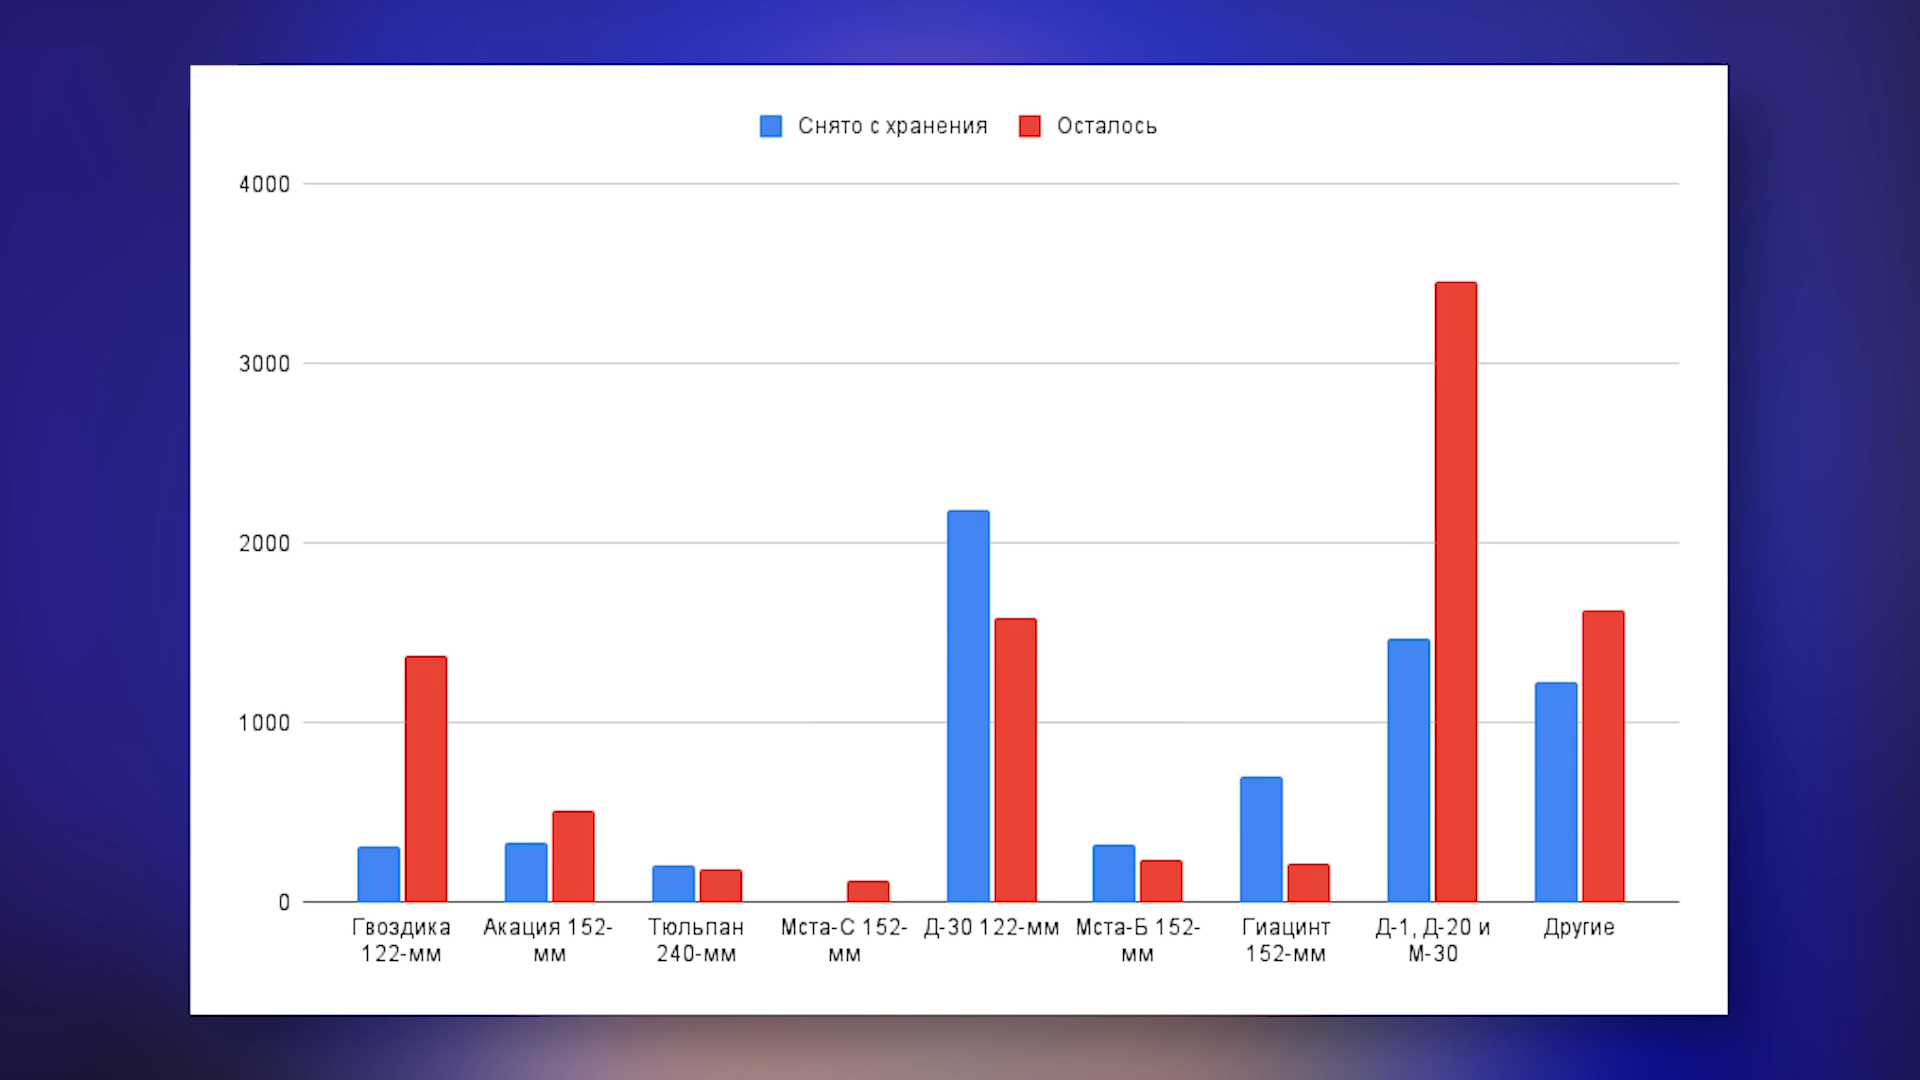 Снято с хранения
Осталось
4000
3000
2000
1000
0
Гвоздика
122-мм
Акация 152-
мм
Тюльпан
240-мм
Мста-С 152-
мм
Д-30 122-мм
Мста-Б 152-
мм
Гиацинт
152-мм
Д-1, Д-20 и
М-30
Другие